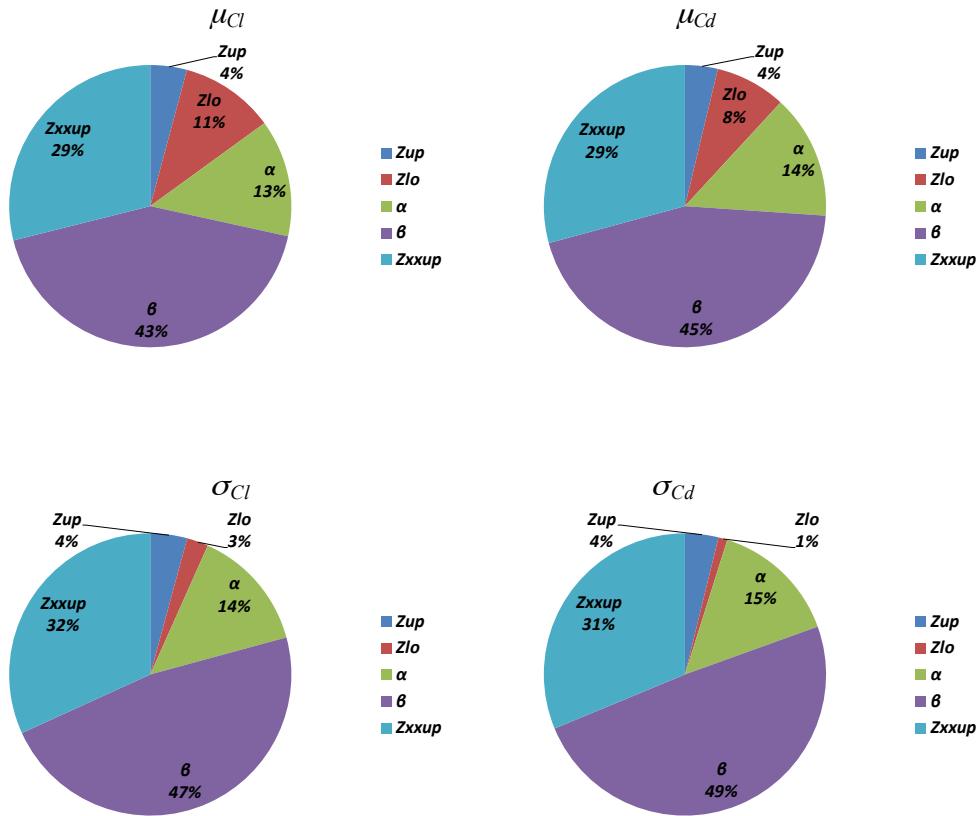 μCl
Zup
4%
Zlo
11%
α
13%
β
43%
Zxxup
29%
Zup
Zlo
α
β
Zxxup
μCd
Zup
4%
Zlo
8%
α
14%
β
45%
Zxxup
29%
Zup
Zlo
α
β
Zxxup
σCl
Zup
4%
Zlo
3%
α
14%
β
47%
Zxxup
32%
Zup
Zlo
α
β
Zxxup
σCd
Zup
4%
Zlo
1%
α
15%
β
49%
Zxxup
31%
Zup
Zlo
α
β
Zxxup